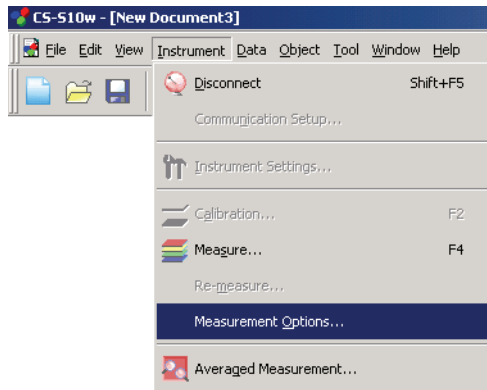 CS-S10w - [New Document3]
File Edit View Instrument Data Object Tool Window Help
Disconnect Shift+F5
Communication Setup...
Instrument Settings...
Calibration... F2
Measure... F4
Re-measure...
Measurement Options...
Averaged Measurement...